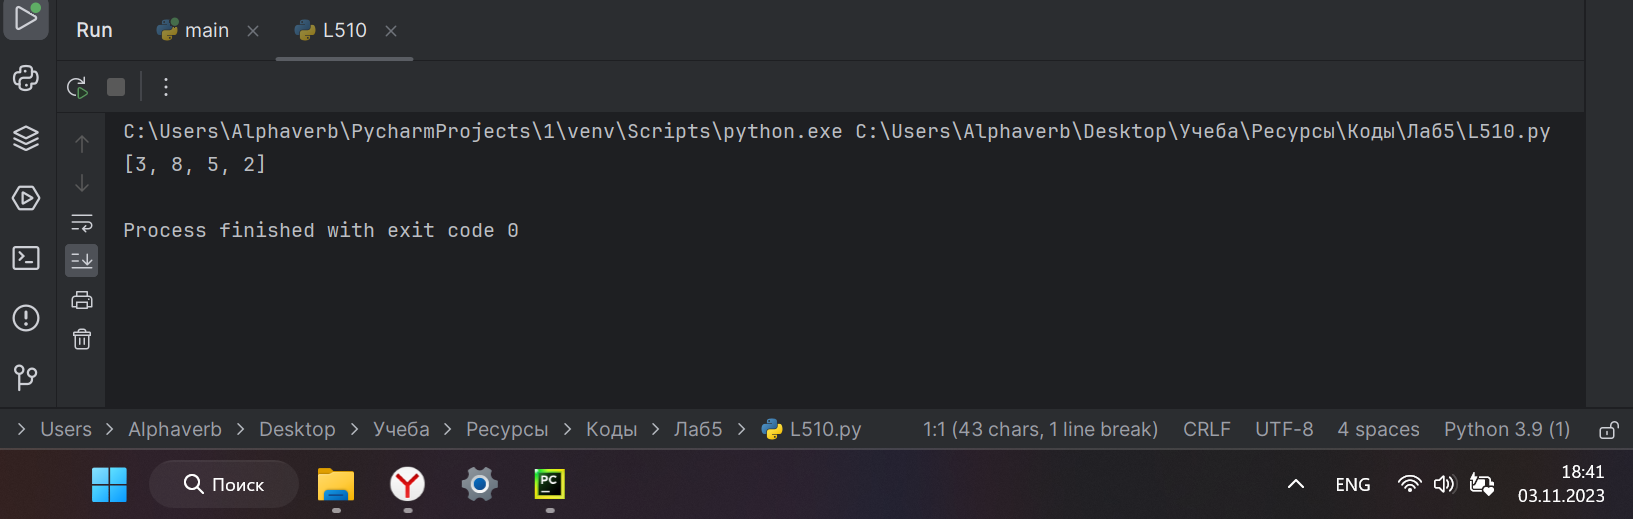 Run main L510
C:\Users\Alphaverb\PycharmProjects\1\venv\Scripts\python.exe C:\Users\Alphaverb\Desktop\Учеба\Ресурсы\Коды\Лаб5\L510.py
[3, 8, 5, 2]
Process finished with exit code 0
Users Alphaverb Desktop Учеба Ресурсы Коды Лаб5 L510.py 1:1 (43 chars, 1 line break) CRLF UTF-8 4 spaces Python 3.9 (1)
Поиск PC ENG 18:41
03.11.2023